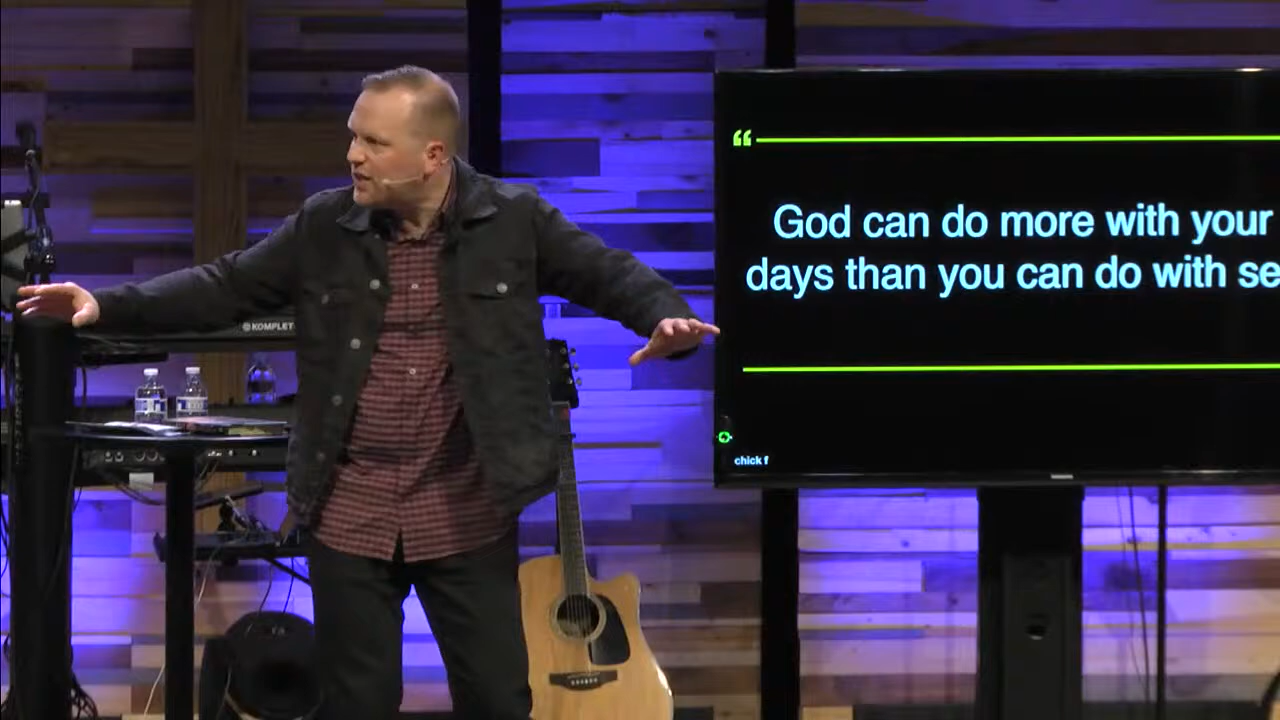 “
God can do more with your
days than you can do with se
chick f
KOMPLET